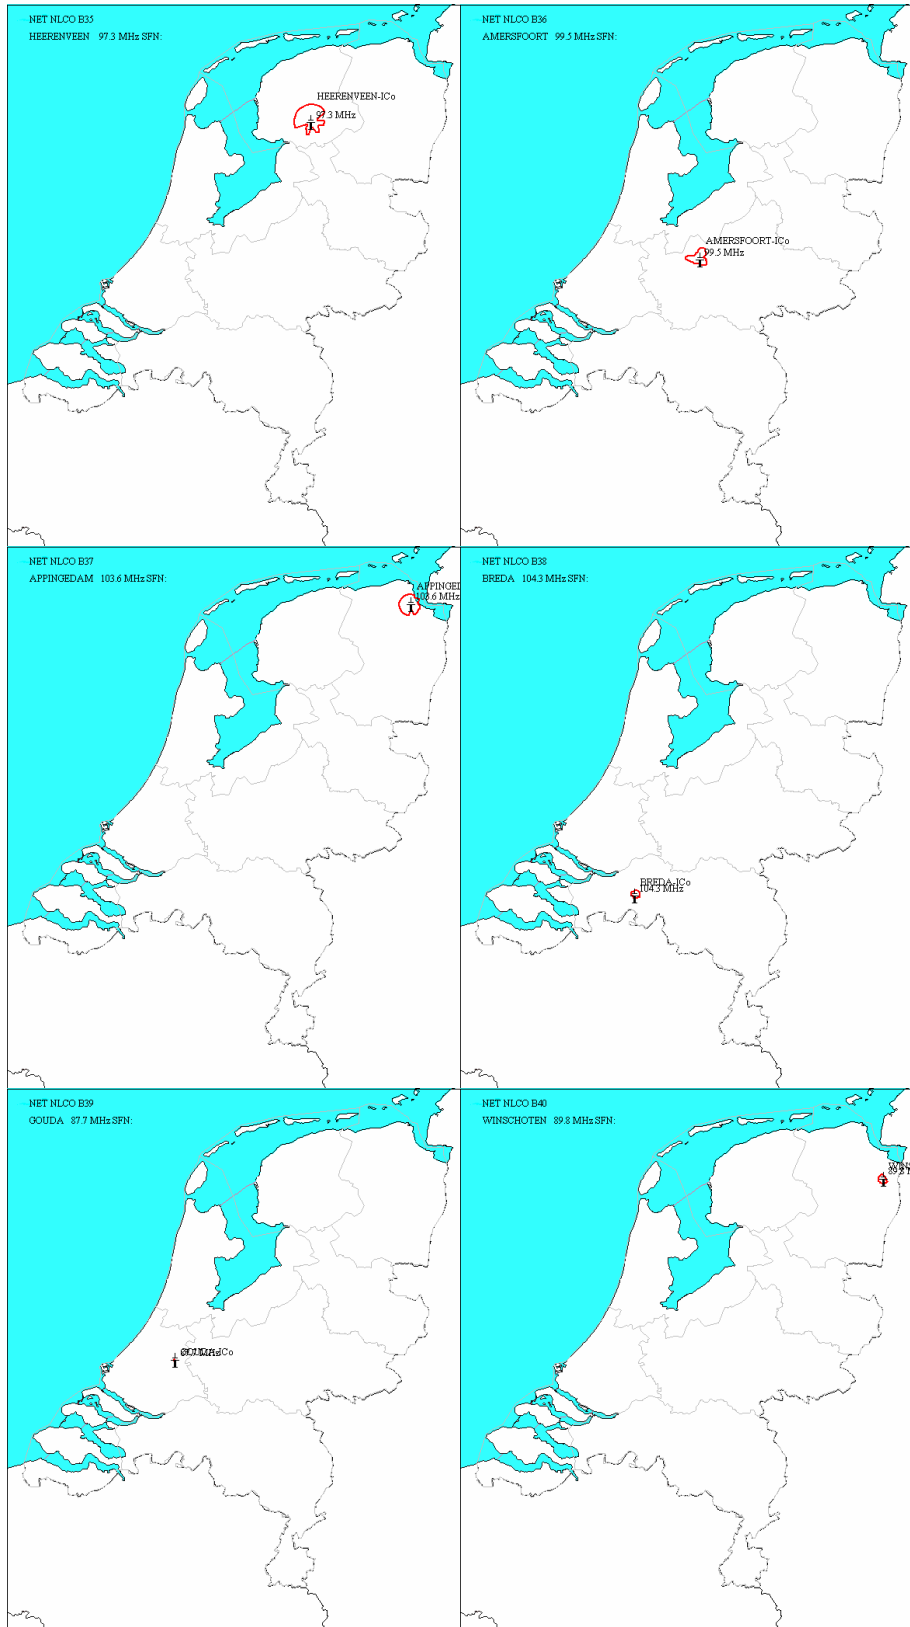 NET NLCO B35
HEERENVEEN 97.3 MHz SFN:
HEERENVEEN-ICo
97.3 MHz
NET NLCO B36
AMERSFOORT 99.5 MHz SFN:
AMERSFOORT-ICo
99.5 MHz
NET NLCO B37
APPINGEDAM 103.6 MHz SFN:
103.6 MHz
NET NLCO B38
BREDA 104.3 MHz SFN:
BREDA-ICo
104.3 MHz
NET NLCO B39
GOUDA 87.7 MHz SFN:
NET NLCO B40
WINSCHOTEN 89.8 MHz SFN: